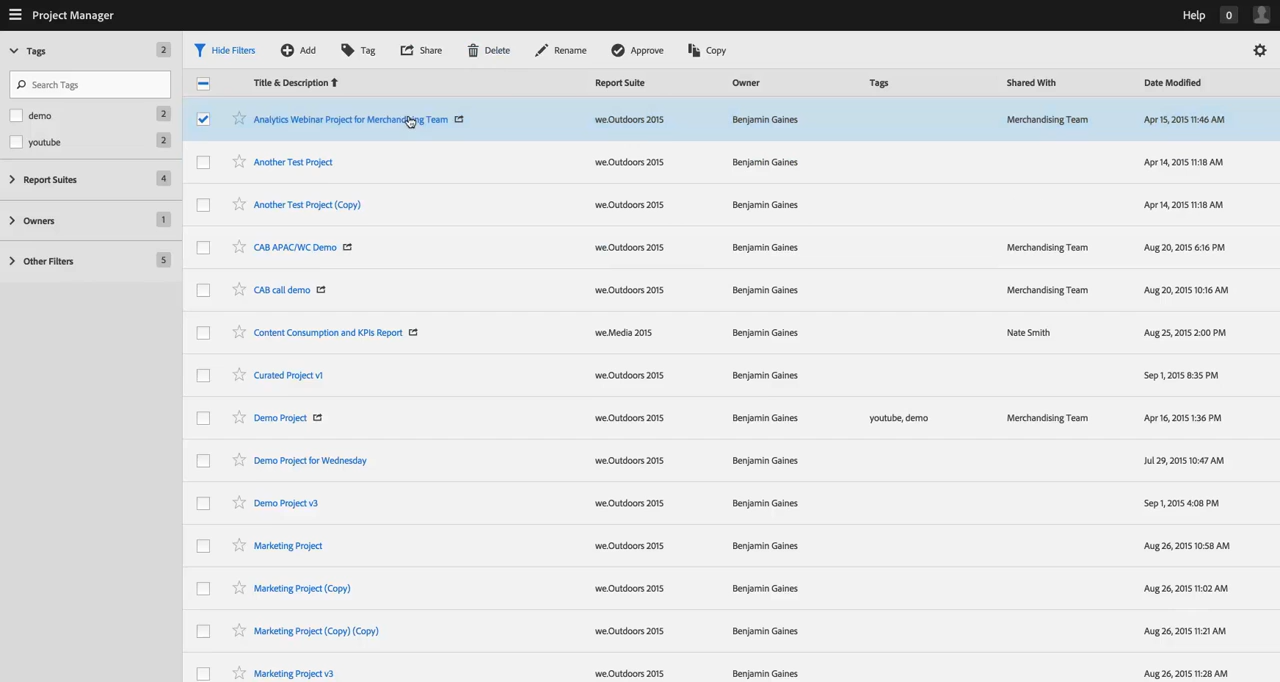 Project Manager
Help 0
Tags 2
Search Tags
demo 2
youtube 2
Report Suites 4
Owners 1
Other Filters 5
Hide Filters Add Tag Share Delete Rename Approve Copy
Title & Description Report Suite Owner Tags Shared With Date Modified
Analytics Webinar Project for Merchandising Team we.Outdoors 2015 Benjamin Gaines Merchandising Team Apr 15, 2015 11:46 AM
Another Test Project we.Outdoors 2015 Benjamin Gaines Apr 14, 2015 11:18 AM
Another Test Project (Copy) we.Outdoors 2015 Benjamin Gaines Apr 14, 2015 11:18 AM
CAB APAC/WC Demo we.Outdoors 2015 Benjamin Gaines Merchandising Team Aug 20, 2015 6:16 PM
CAB call demo we.Outdoors 2015 Benjamin Gaines Merchandising Team Aug 20, 2015 10:16 AM
Content Consumption and KPIs Report we.Media 2015 Benjamin Gaines Nate Smith Aug 25, 2015 2:00 PM
Curated Project v1 we.Outdoors 2015 Benjamin Gaines Sep 1, 2015 8:35 PM
Demo Project we.Outdoors 2015 Benjamin Gaines youtube, demo Merchandising Team Apr 16, 2015 1:36 PM
Demo Project for Wednesday we.Outdoors 2015 Benjamin Gaines Jul 29, 2015 10:47 AM
Demo Project v3 we.Outdoors 2015 Benjamin Gaines Sep 1, 2015 4:08 PM
Marketing Project we.Outdoors 2015 Benjamin Gaines Aug 26, 2015 10:58 AM
Marketing Project (Copy) we.Outdoors 2015 Benjamin Gaines Aug 26, 2015 11:02 AM
Marketing Project (Copy) (Copy) we.Outdoors 2015 Benjamin Gaines Aug 26, 2015 11:21 AM
Marketing Project v3 we.Outdoors 2015 Benjamin Gaines Aug 26, 2015 11:28 AM